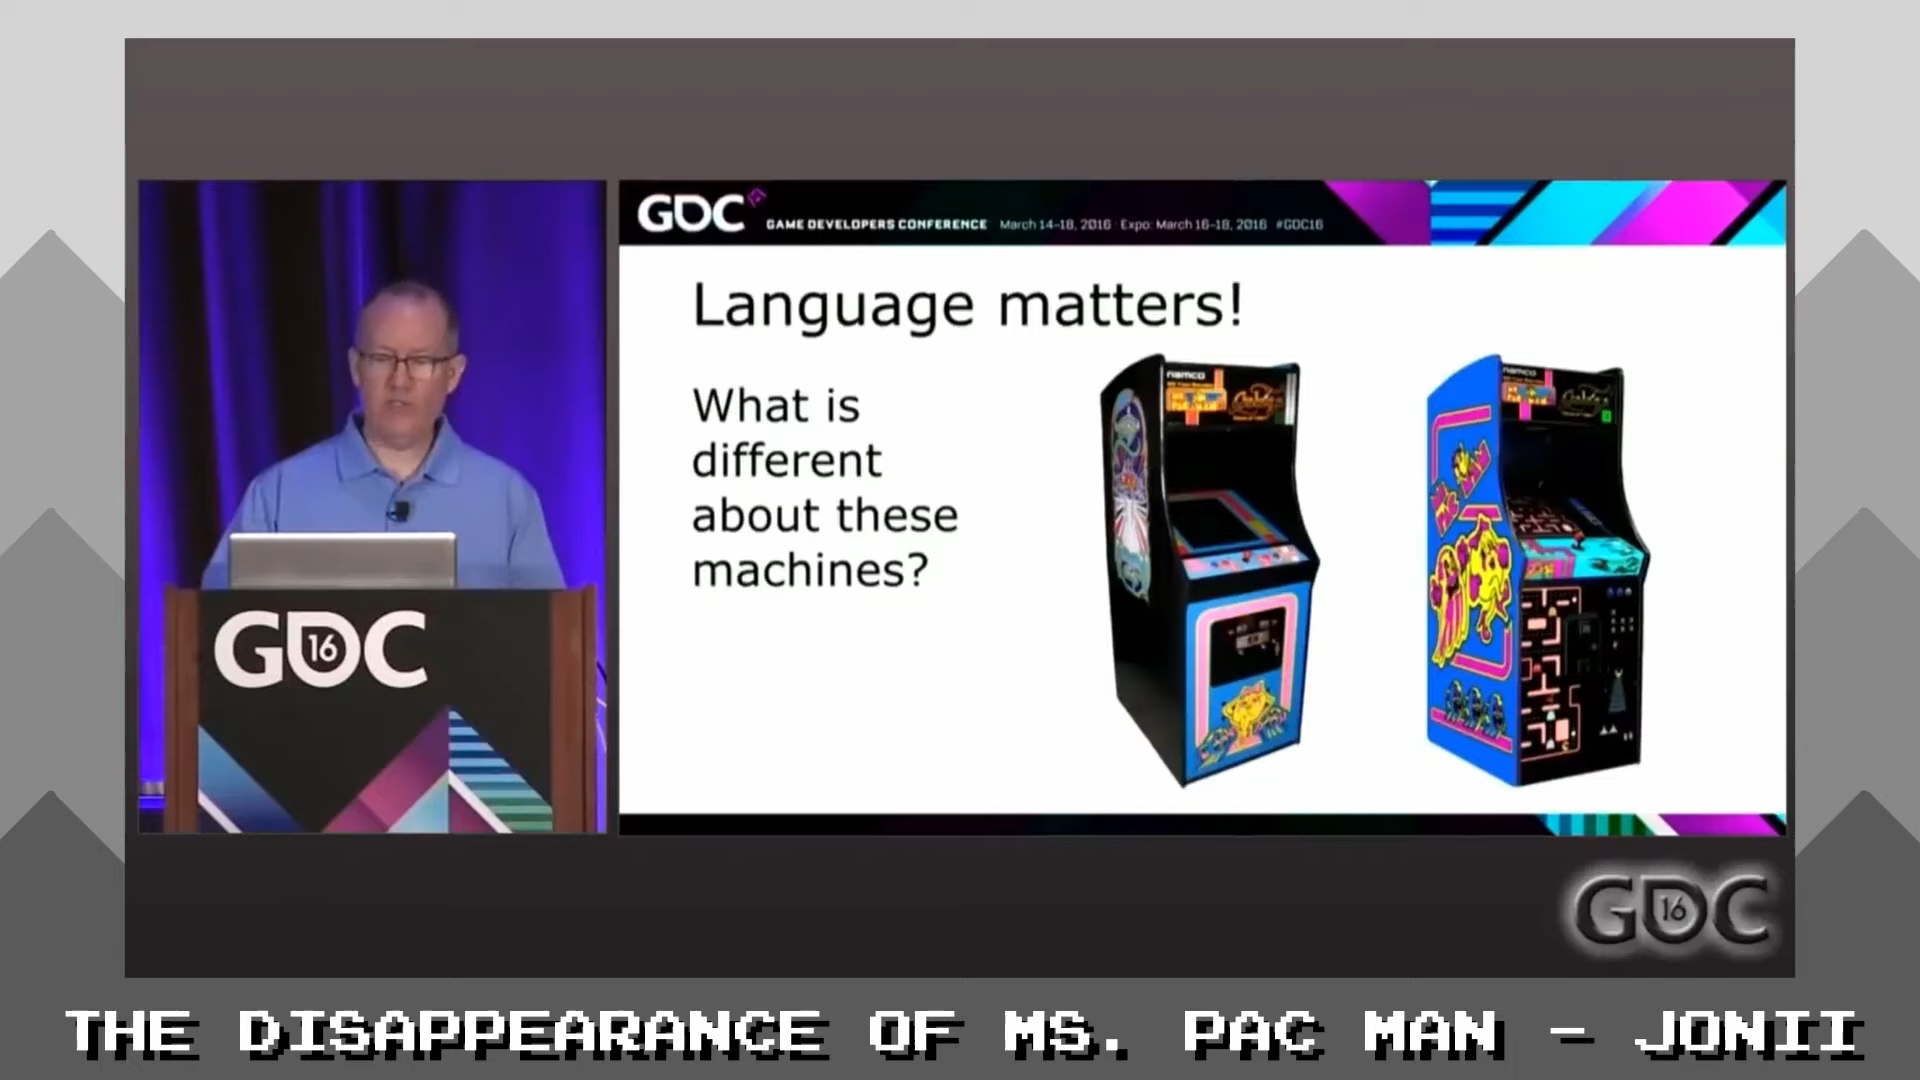 GDC
GAME DEVELOPERS CONFERENCE March 14-18, 2016 · Expo: March 16-18, 2016 #GDC16
Language matters!
What is
different
about these
machines?
namco
namco
GDC 16
GDC 16
THE DISAPPEARANCE OF MS. PAC MAN - JONII